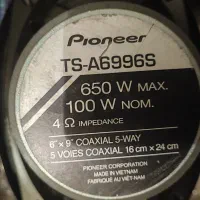 Pioneer
TS-A6996S
650 W MAX.
100 W NOM.
4 Ω IMPEDANCE
6" x 9" COAXIAL 5-WAY
5 VOIES COAXIAL 16 cm x 24 cm
PIONEER CORPORATION
MADE IN VIETNAM
FABRIQUÉ AU VIÊT-NAM